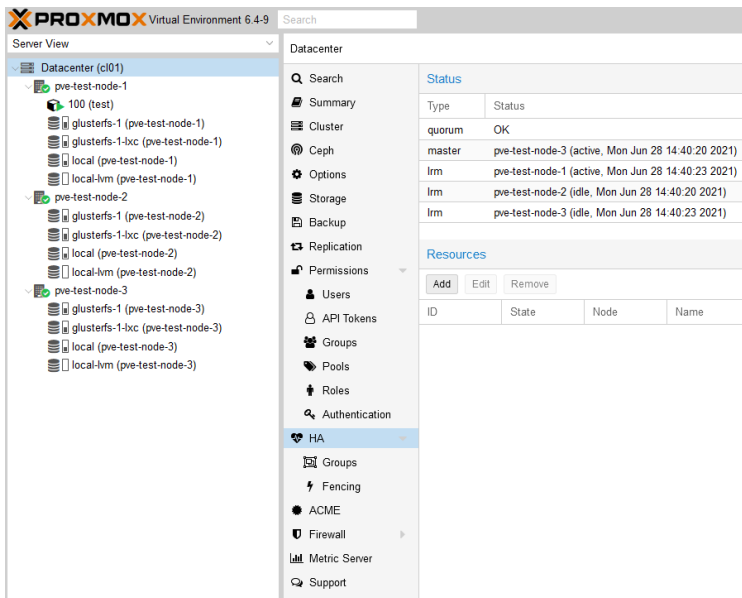 PROXMOX Virtual Environment 6.4-9 Search
Server View
Datacenter (cl01)
pve-test-node-1
100 (test)
glusterfs-1 (pve-test-node-1)
glusterfs-1-lxc (pve-test-node-1)
local (pve-test-node-1)
local-lvm (pve-test-node-1)
pve-test-node-2
glusterfs-1 (pve-test-node-2)
glusterfs-1-lxc (pve-test-node-2)
local (pve-test-node-2)
local-lvm (pve-test-node-2)
pve-test-node-3
glusterfs-1 (pve-test-node-3)
glusterfs-1-lxc (pve-test-node-3)
local (pve-test-node-3)
local-lvm (pve-test-node-3)
Datacenter
Search
Summary
Cluster
Ceph
Options
Storage
Backup
Replication
Permissions
Users
API Tokens
Groups
Pools
Roles
Authentication
HA
Groups
Fencing
ACME
Firewall
Metric Server
Support
Status
Type Status
quorum OK
master pve-test-node-3 (active, Mon Jun 28 14:40:20 2021)
lrm pve-test-node-1 (active, Mon Jun 28 14:40:23 2021)
lrm pve-test-node-2 (idle, Mon Jun 28 14:40:20 2021)
lrm pve-test-node-3 (idle, Mon Jun 28 14:40:23 2021)
Resources
Add Edit Remove
ID State Node Name